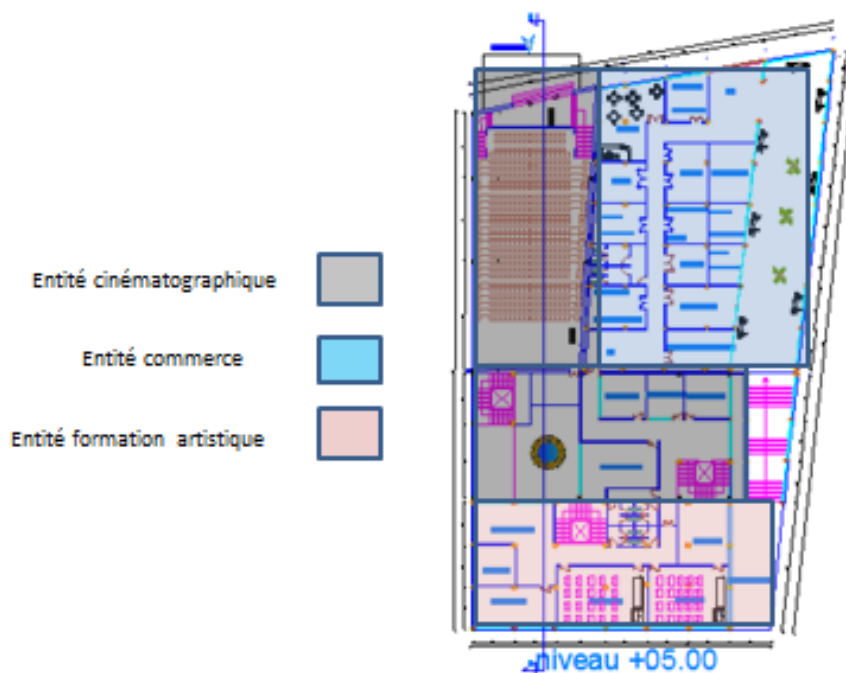 Entité cinématographique
Entité commerce
Entité formation artistique
niveau +05.00